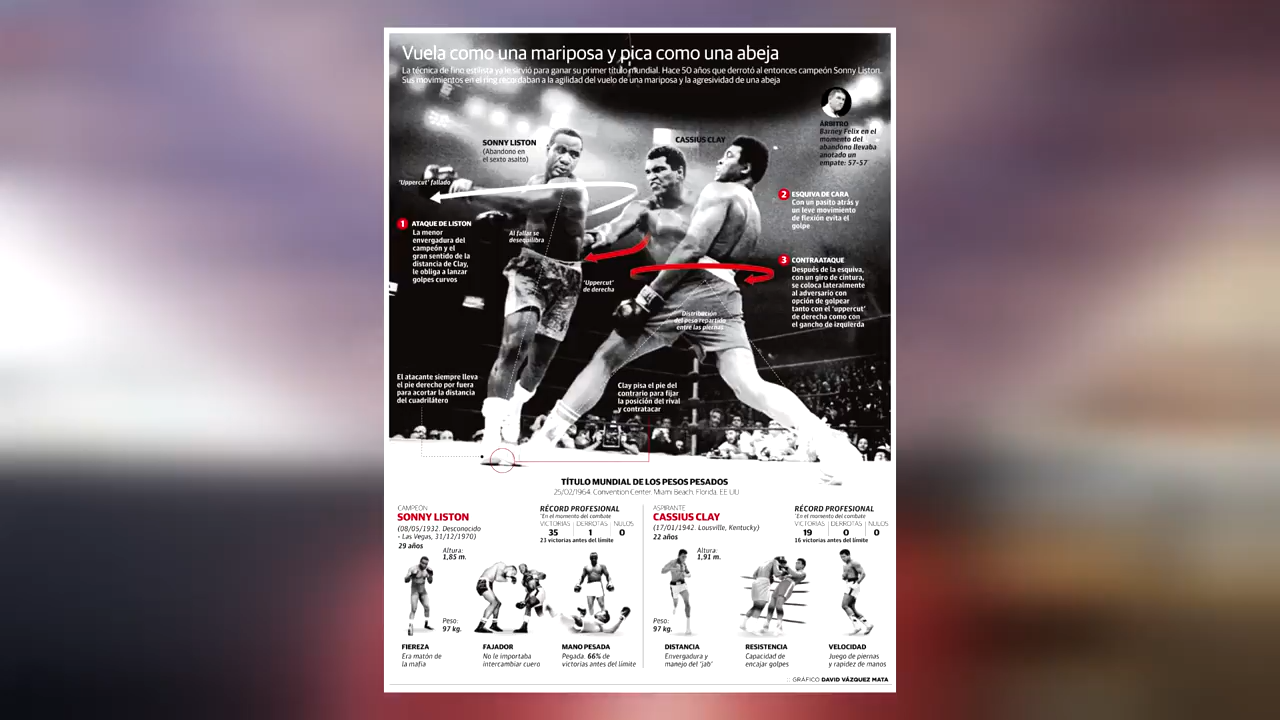 Vuela como una mariposa y pica como una abeja
La técnica de fino estilista ya le sirvió para ganar su primer título mundial. Hace 50 años que derrotó al entonces campeón Sonny Liston.
Sus movimientos en el ring recordaban a la agilidad del vuelo de una mariposa y la agresividad de una abeja
ÁRBITRO
Barney Felix en el
momento del
abandono llevaba
anotado un
empate: 57-57
SONNY LISTON
(Abandono en
el sexto asalto)
CASSIUS CLAY
'Uppercut' fallado
1 ATAQUE DE LISTON
La menor
envergadura del
campeón y el
gran sentido de la
distancia de Clay,
le obliga a lanzar
golpes curvos
Al fallar se
desequilibra
'Uppercut'
de derecha
2 ESQUIVA DE CARA
Con un pasito atrás y
un leve movimiento
de flexión evita el
golpe
3 CONTRAATAQUE
Después de la esquiva,
con un giro de cintura,
se coloca lateralmente
al adversario con
opción de golpear
tanto con el 'uppercut'
de derecha como con
el gancho de izquierda
Distribución
del peso repartido
entre las piernas
El atacante siempre lleva
el pie derecho por fuera
para acortar la distancia
del cuadrilátero
Clay pisa el pie del
contrario para fijar
la posición del rival
y contratacar
TÍTULO MUNDIAL DE LOS PESOS PESADOS
25/02/1964. Convention Center. Miami Beach, Florida. EE UU
CAMPEÓN
SONNY LISTON
(08/05/1932. Desconocido
- Las Vegas, 31/12/1970)
29 años
RÉCORD PROFESIONAL
*En el momento del combate
VICTORIAS DERROTAS NULOS
35 1 0
23 victorias antes del límite
Altura:
1,85 m.
Peso:
97 kg.
FIEREZA
Era matón de
la mafia
FAJADOR
No le importaba
intercambiar cuero
MANO PESADA
Pegada. 66% de
victorias antes del límite
ASPIRANTE
CASSIUS CLAY
(17/01/1942. Lousville, Kentucky)
22 años
RÉCORD PROFESIONAL
*En el momento del combate
VICTORIAS DERROTAS NULOS
19 0 0
16 victorias antes del límite
Altura:
1,91 m.
Peso:
97 kg.
DISTANCIA
Envergadura y
manejo del 'jab'
RESISTENCIA
Capacidad de
encajar golpes
VELOCIDAD
Juego de piernas
y rapidez de manos
:: GRÁFICO DAVID VÁZQUEZ MATA